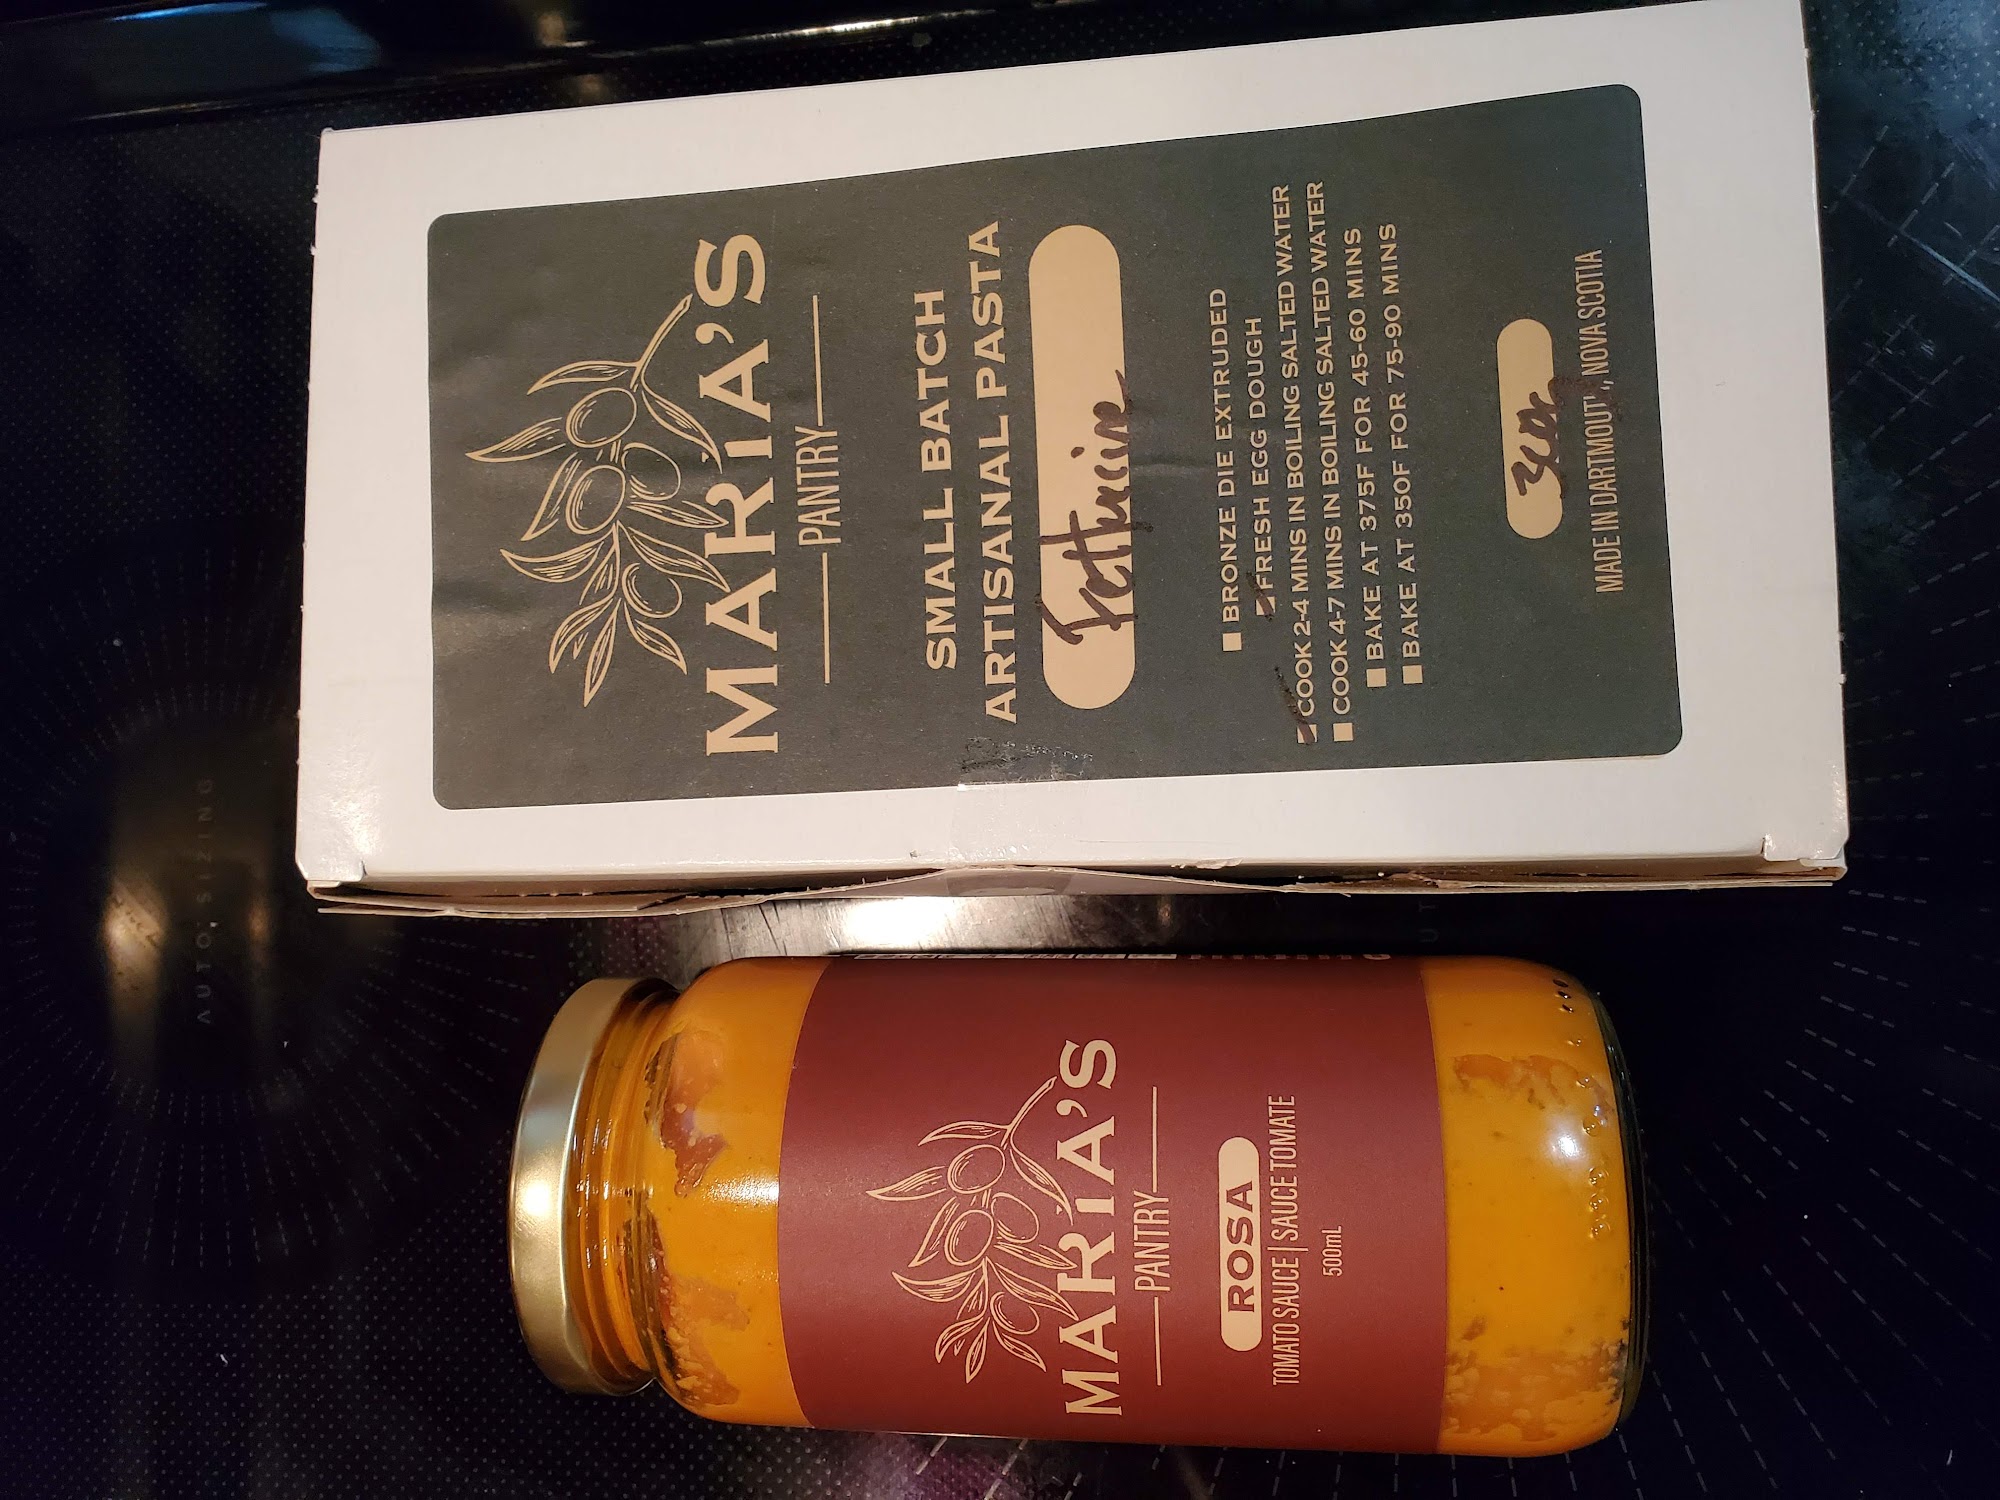 MARIA'S
PANTRY
SMALL BATCH
ARTISANAL PASTA
BRONZE DIE EXTRUDED
FRESH EGG DOUGH
COOK 2-4 MINS IN BOILING SALTED WATER
COOK 4-7 MINS IN BOILING SALTED WATER
BAKE AT 375F FOR 45-60 MINS
BAKE AT 350F FOR 75-90 MINS
MADE IN DARTMOUTH, NOVA SCOTIA
MARIA'S
PANTRY
ROSA
TOMATO SAUCE | SAUCE TOMATE
500mL
AUTO SIZING